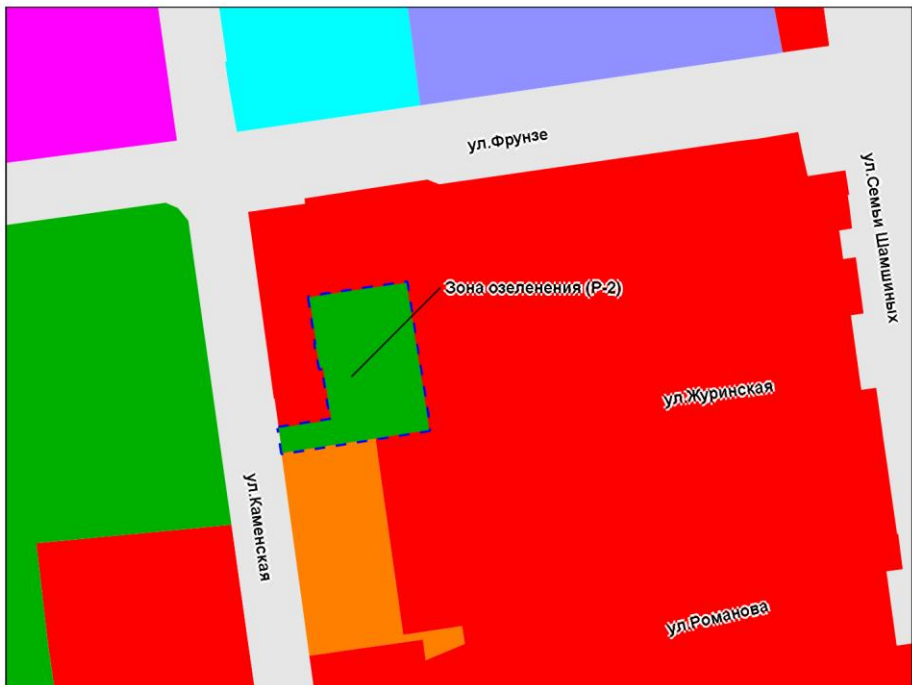 ул.Фрунзе
ул.Семьи Шамшиных
Зона озеленения (Р-2)
ул.Журинская
ул.Каменская
ул.Романова